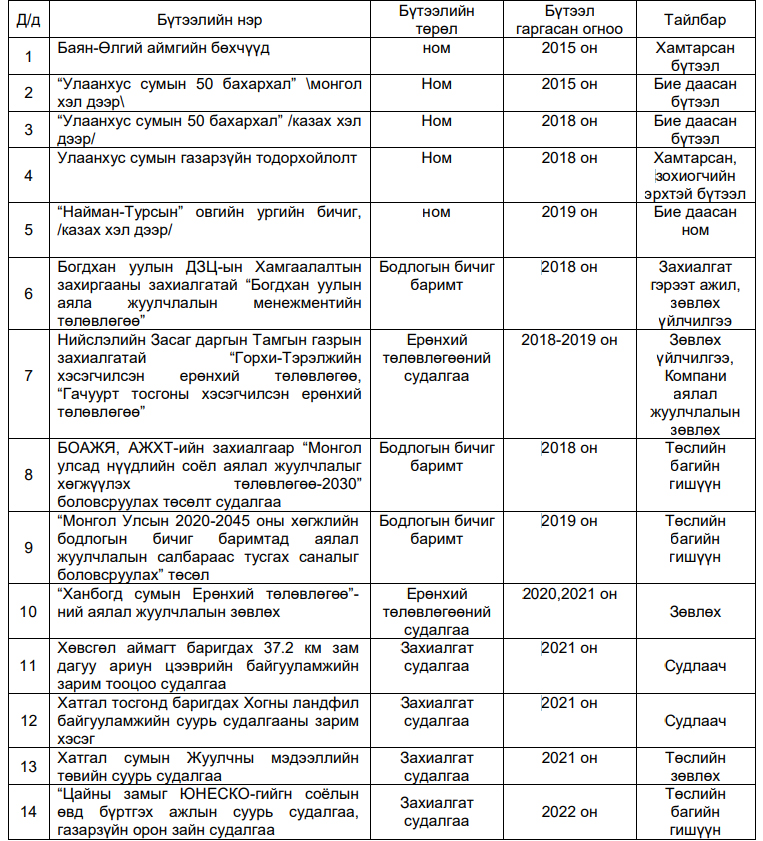 Д/д Бүтээлийн нэр Бүтээлийн төрөл Бүтээл гаргасан огноо Тайлбар
1 Баян-Өлгий аймгийн бөхчүүд ном 2015 он Хамтарсан бүтээл
2 “Улаанхус сумын 50 бахархал” \монгол хэл дээр\ Ном 2015 он Бие даасан бүтээл
3 “Улаанхус сумын 50 бахархал” /казах хэл дээр/ Ном 2018 он Бие даасан бүтээл
4 Улаанхус сумын газарзүйн тодорхойлолт Ном 2018 он Хамтарсан, зохиогчийн эрхтэй бүтээл
5 “Найман-Турсын” овгийн ургийн бичиг, /казах хэл дээр/ ном 2019 он Бие даасан ном
6 Богдхан уулын ДЗЦ-ын Хамгаалалтын захиргааны захиалгатай “Богдхан уулын аяла жуулчлалын менежментийн төлөвлөгөө” Бодлогын бичиг баримт 2018 он Захиалгат гэрээт ажил, зөвлөх үйлчилгээ
7 Нийслэлийн Засаг даргын Тамгын газрын захиалгатай “Горхи-Тэрэлжийн хэсэгчилсэн ерөнхий төлөвлөгөө, “Гачуурт тосгоны хэсэгчилсэн ерөнхий төлөвлөгөө” Ерөнхий төлөвлөгөөний судалгаа 2018-2019 он Зөвлөх үйлчилгээ, Компани аялал жуулчлалын зөвлөх
8 БОАЖЯ, АЖХТ-ийн захиалгаар “Монгол улсад нүүдлийн соёл аялал жуулчлалыг хөгжүүлэх төлөвлөгөө-2030” боловсруулах төсөлт судалгаа Бодлогын бичиг баримт 2018 он Төслийн багийн гишүүн
9 “Монгол Улсын 2020-2045 оны хөгжлийн бодлогын бичиг баримтад аялал жуулчлалын салбараас тусгах саналыг боловсруулах” төсөл Бодлогын бичиг баримт 2019 он Төслийн багийн гишүүн
10 “Ханбогд сумын Ерөнхий төлөвлөгөө”-ний аялал жуулчлалын зөвлөх Ерөнхий төлөвлөгөөний судалгаа 2020,2021 он Зөвлөх
11 Хөвсгөл аймагт баригдах 37.2 км зам дагуу ариун цээврийн байгууламжийн зарим тооцоо судалгаа Захиалгат судалгаа 2021 он Судлаач
12 Хатгал тосгонд баригдах Хогны ландфил байгууламжийн суурь судалгааны зарим хэсэг Захиалгат судалгаа 2021 он Судлаач
13 Хатгал сумын Жуулчны мэдээллийн төвийн суурь судалгаа Захиалгат судалгаа 2021 он Төслийн зөвлөх
14 “Цайны замыг ЮНЕСКО-гийгн соёлын өвд бүртгэх ажлын суурь судалгаа, газарзүйн орон зайн судалгаа Захиалгат судалгаа 2022 он Төслийн багийн гишүүн